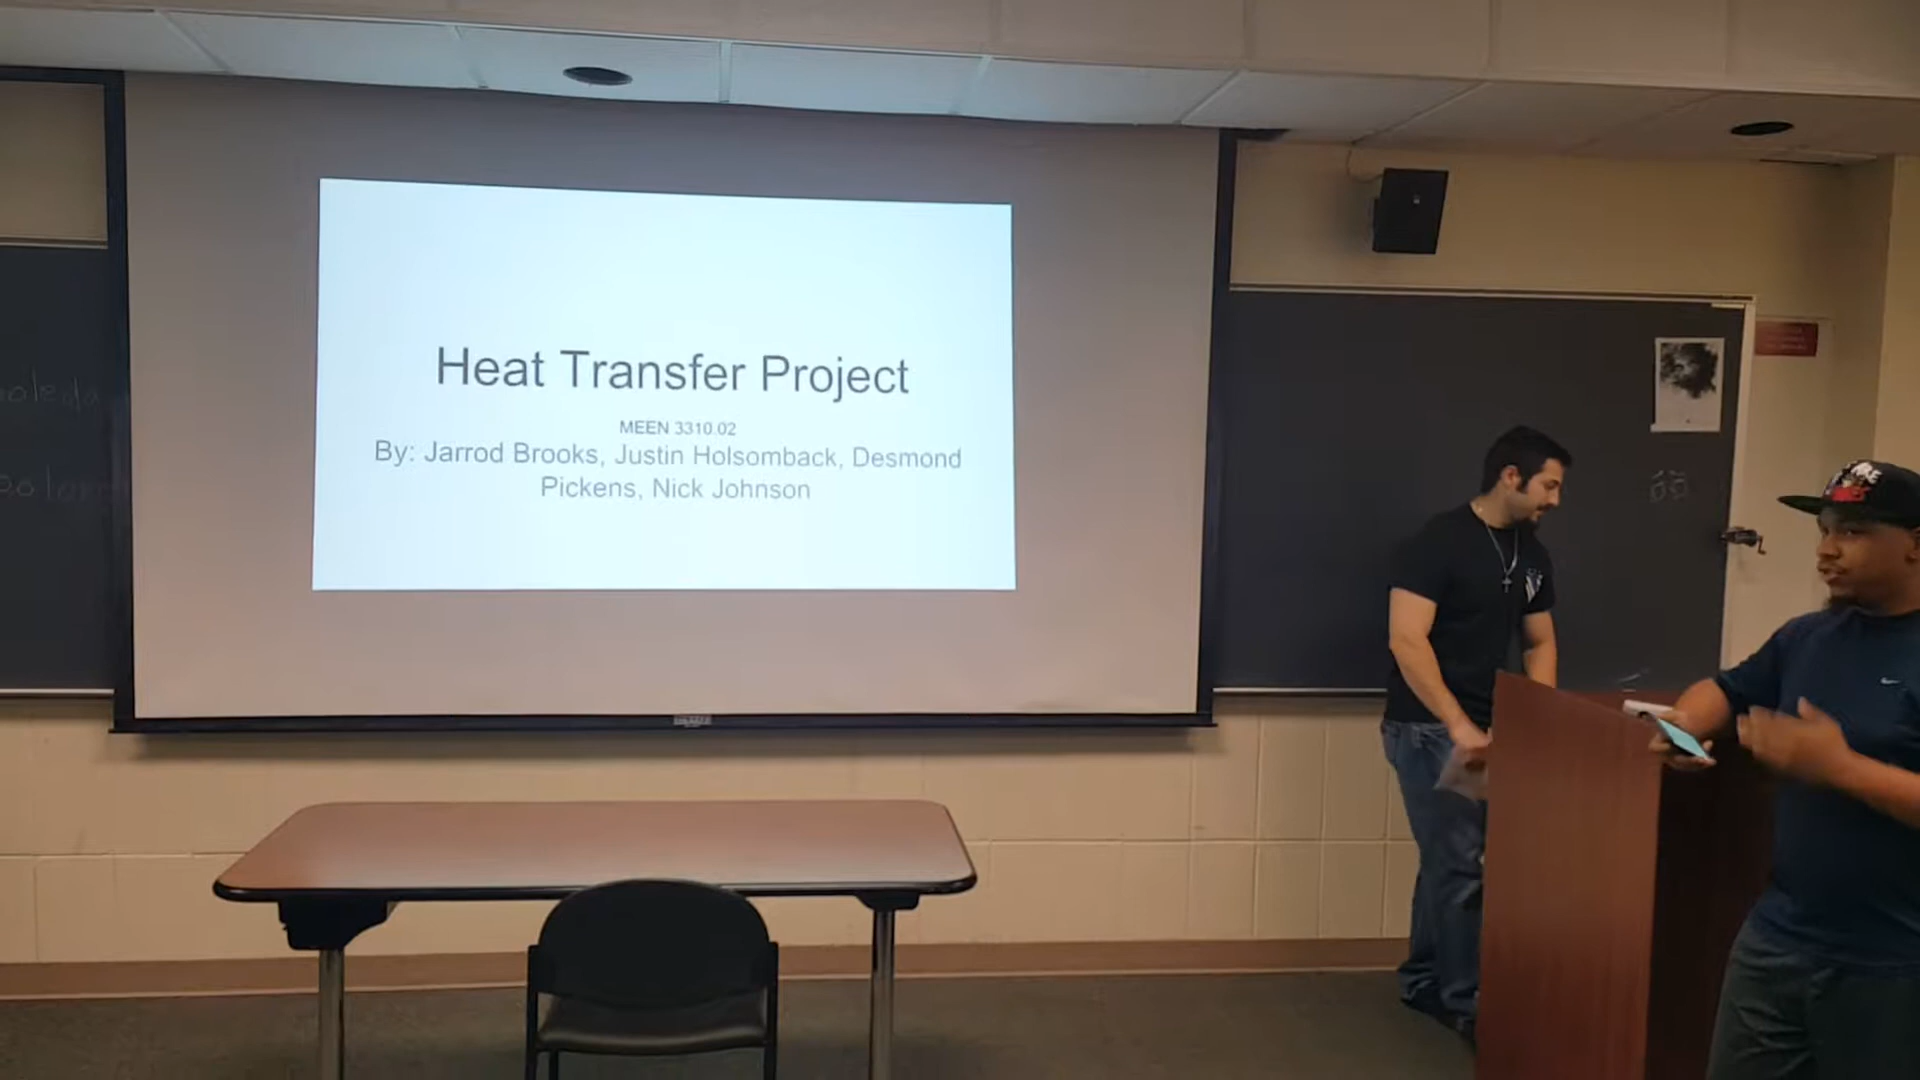 Heat Transfer Project
MEEN 3310.02
By: Jarrod Brooks, Justin Holsomback, Desmond
Pickens, Nick Johnson